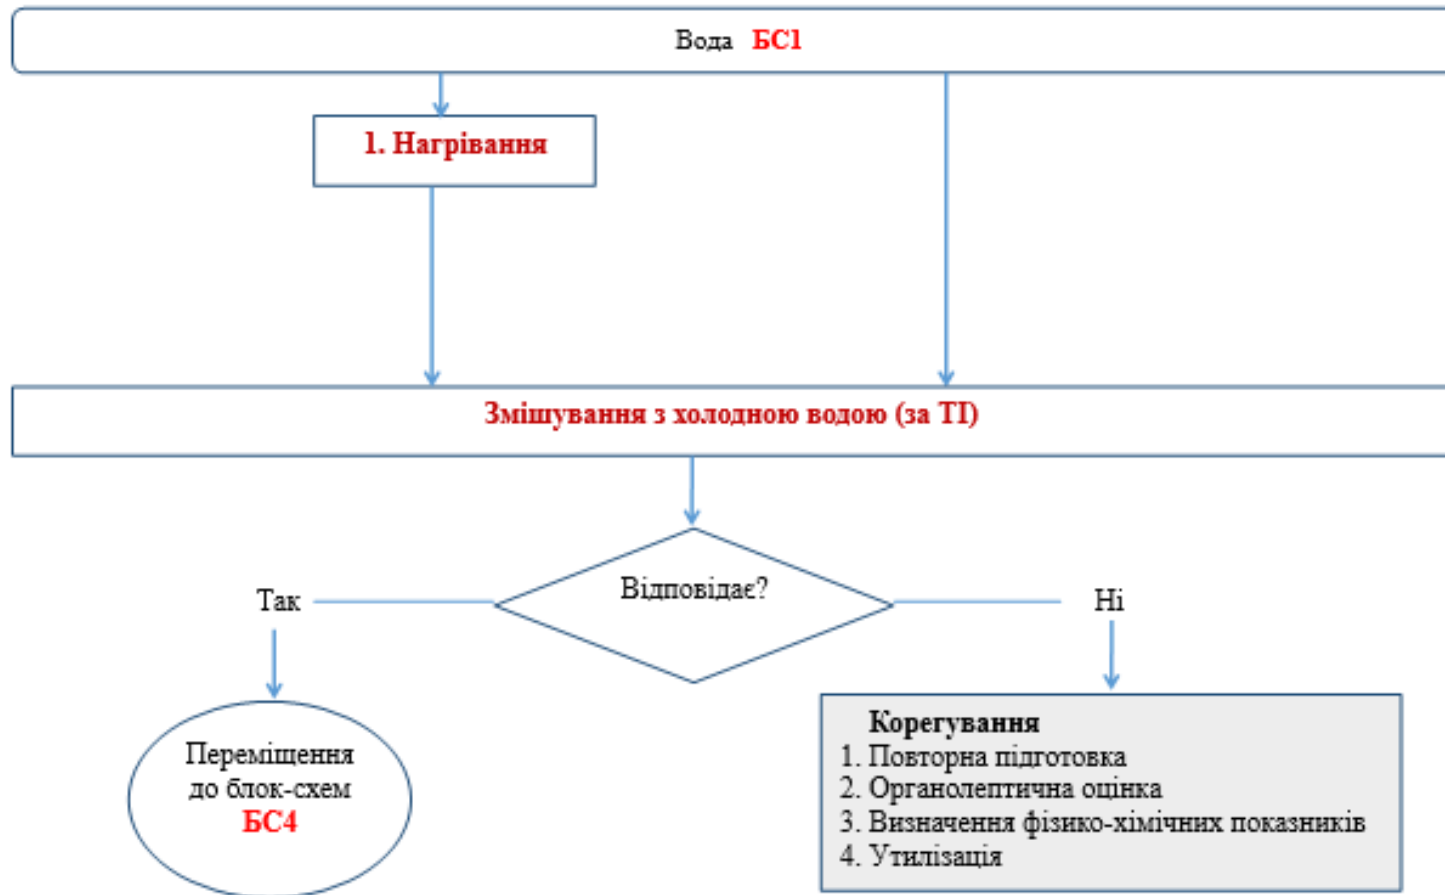 Вода БС1
1. Нагрівання
Змішування з холодною водою (за ТІ)
Відповідає?
Так
Ні
Переміщення
до блок-схем
БС4
Корегування
1. Повторна підготовка
2. Органолептична оцінка
3. Визначення фізико-хімічних показників
4. Утилізація